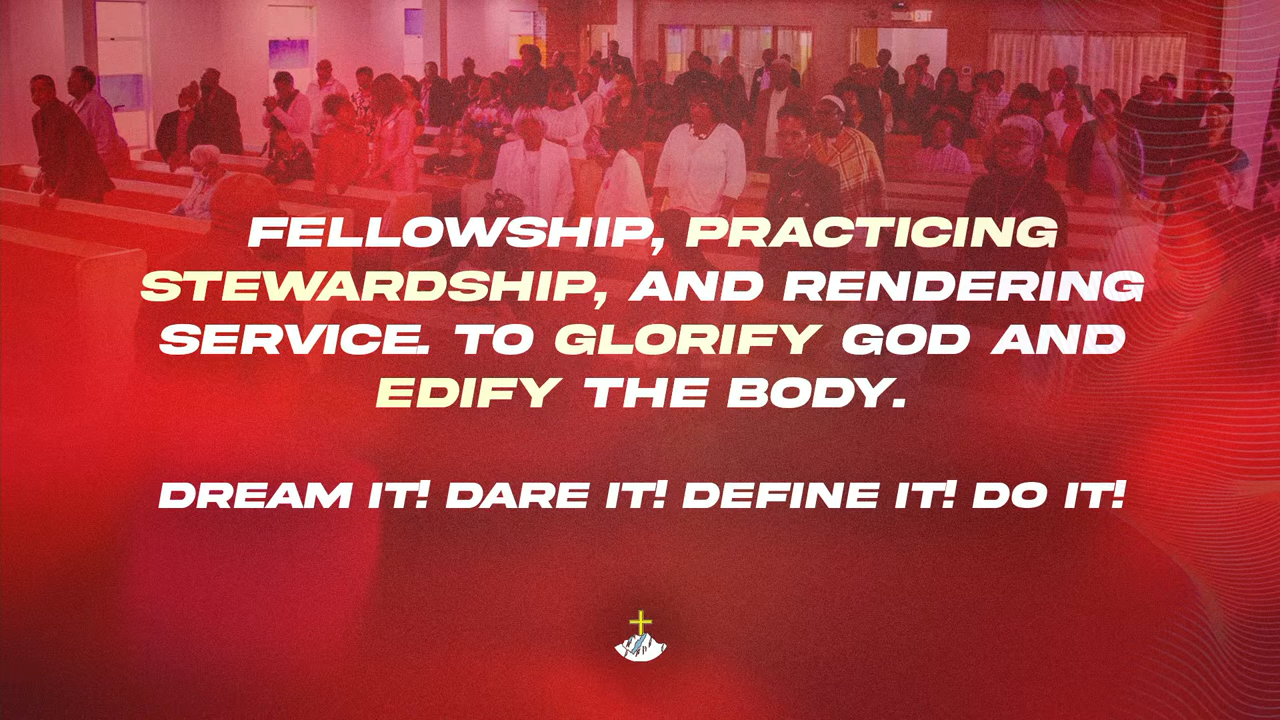 FELLOWSHIP, PRACTICING
STEWARDSHIP, AND RENDERING
SERVICE. TO GLORIFY GOD AND
EDIFY THE BODY.
DREAM IT! DARE IT! DEFINE IT! DO IT!